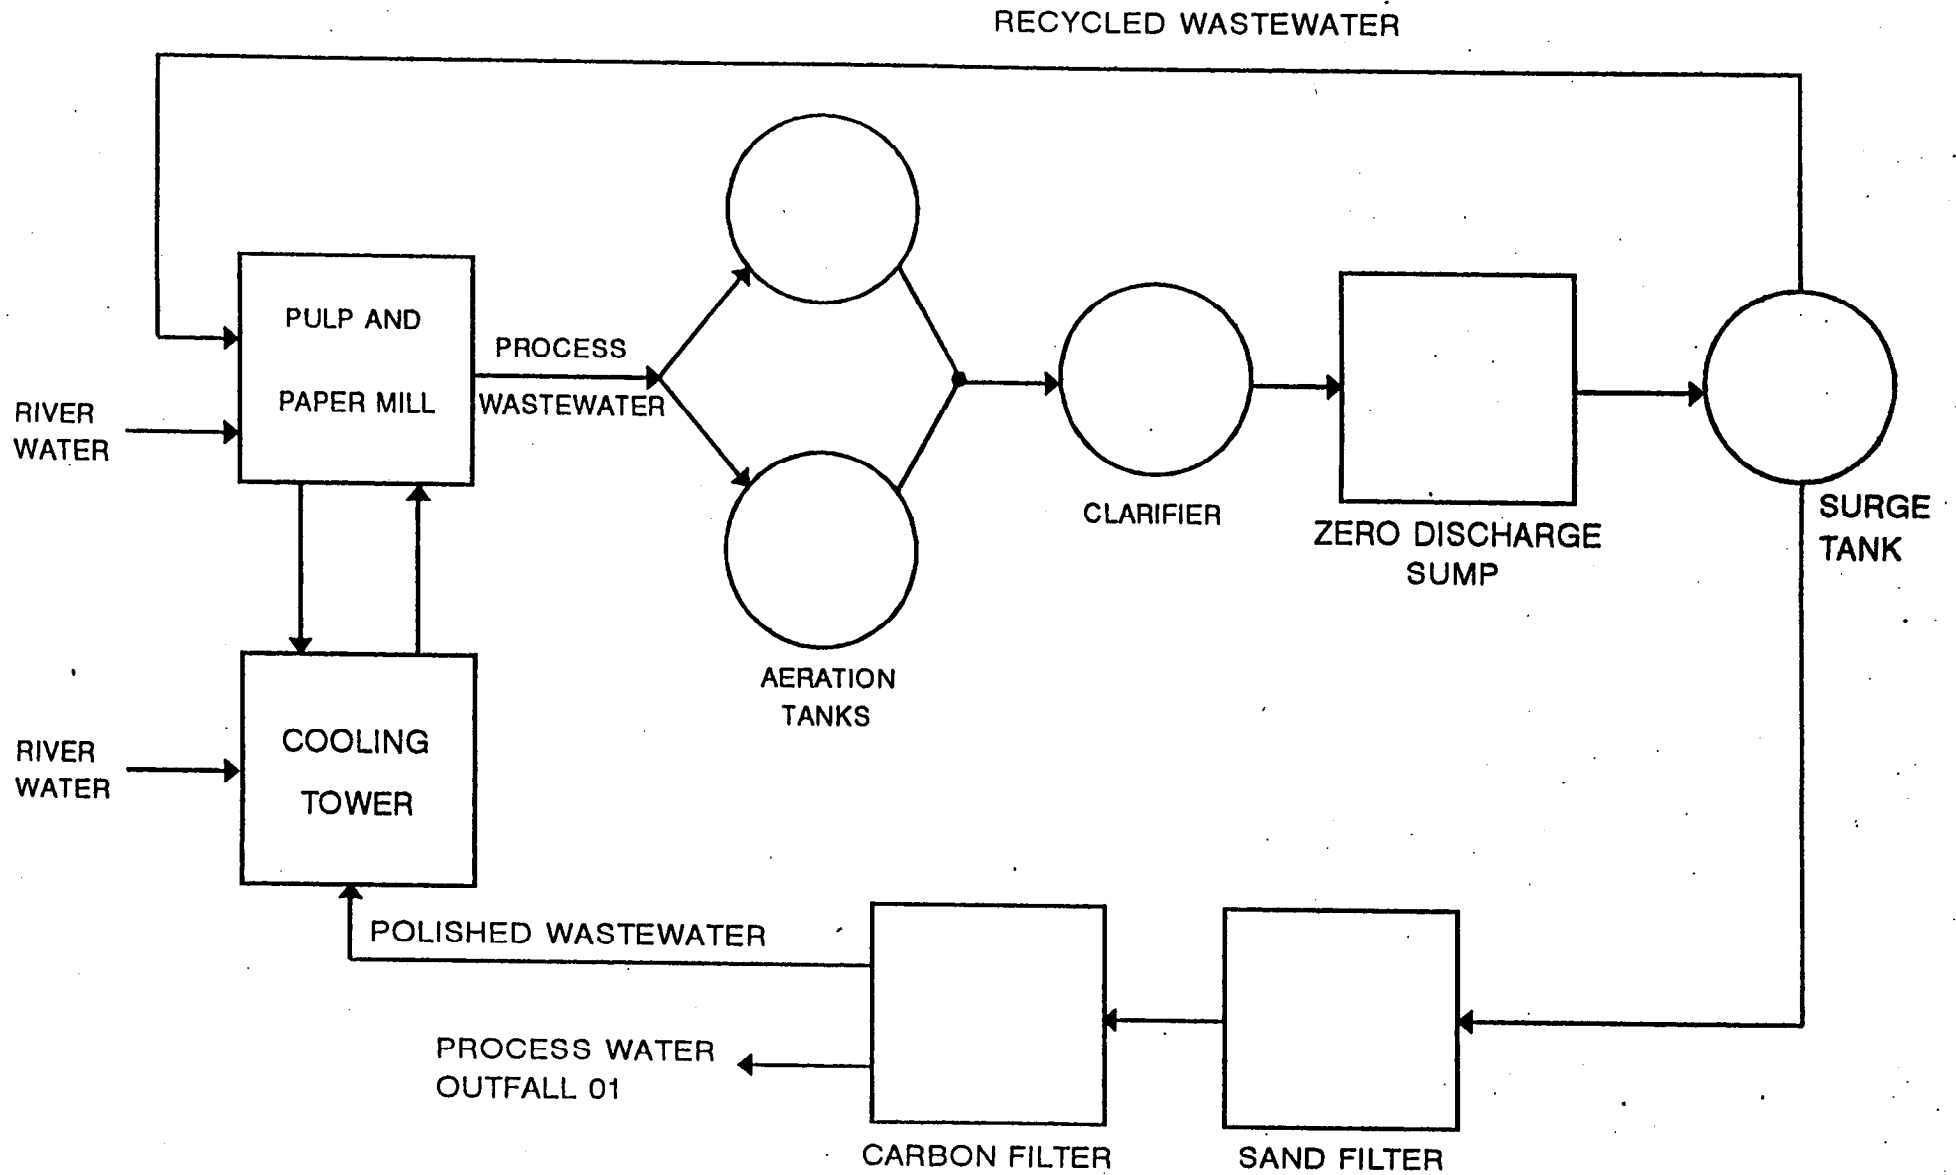 RECYCLED WASTEWATER
PULP AND
PAPER MILL
RIVER
WATER
PROCESS
WASTEWATER
CLARIFIER
ZERO DISCHARGE
SUMP
SURGE
TANK
AERATION
TANKS
COOLING
TOWER
RIVER
WATER
POLISHED WASTEWATER
PROCESS WATER
OUTFALL 01
CARBON FILTER
SAND FILTER